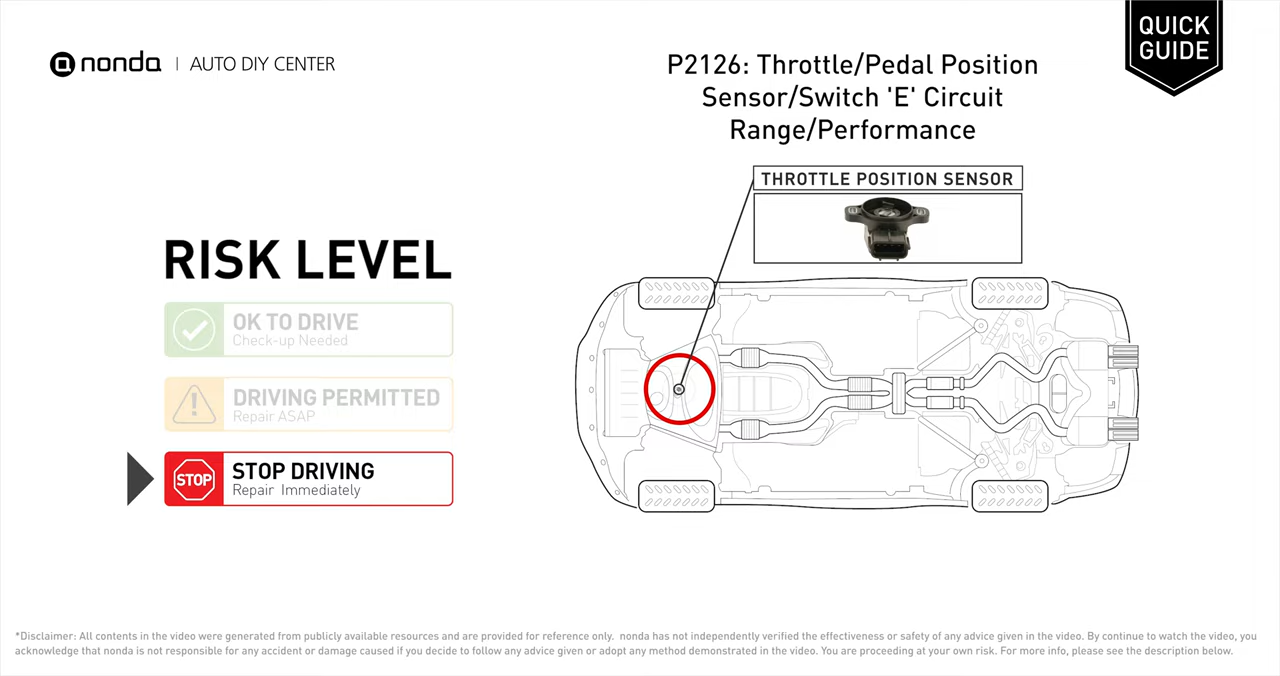 nonda | AUTO DIY CENTER
QUICK
GUIDE
P2126: Throttle/Pedal Position
Sensor/Switch 'E' Circuit
Range/Performance
THROTTLE POSITION SENSOR
RISK LEVEL
OK TO DRIVE
Check-up Needed
DRIVING PERMITTED
Repair ASAP
STOP
STOP DRIVING
Repair Immediately
*Disclaimer: All contents in the video were generated from publicly available resources and are provided for reference only. nonda has not independently verified the effectiveness or safety of any advice given in the video. By continue to watch the video, you
acknowledge that nonda is not responsible for any accident or damage caused if you decide to follow any advice given or adopt any method demonstrated in the video. You are proceeding at your own risk. For more info, please see the description below.